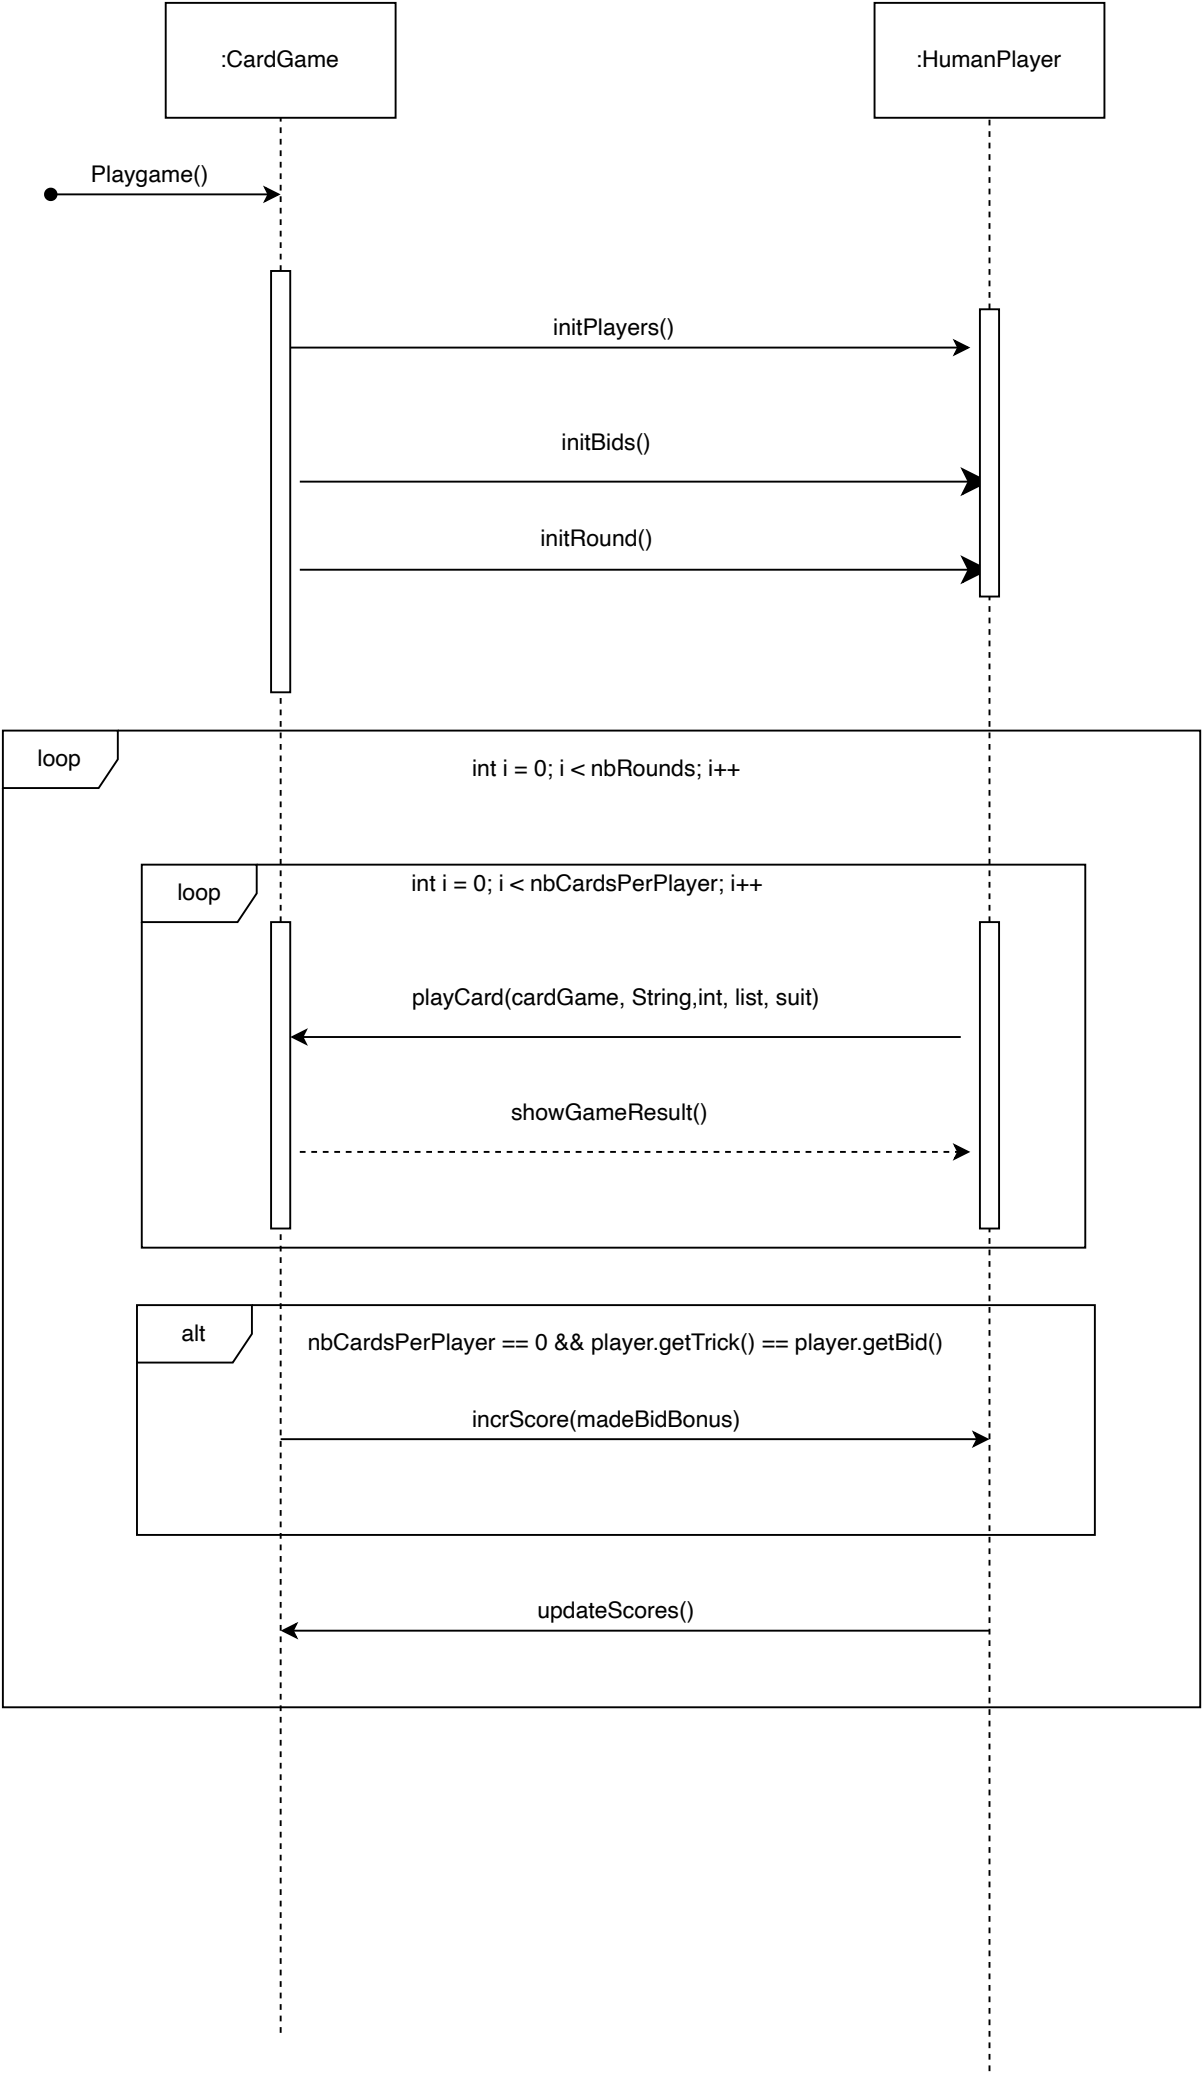 :CardGame
:HumanPlayer
Playgame()
initPlayers()
initBids()
initRound()
loop
int i = 0; i < nbRounds; i++
loop
int i = 0; i < nbCardsPerPlayer; i++
playCard(cardGame, String,int, list, suit)
showGameResult()
alt
nbCardsPerPlayer == 0 && player.getTrick() == player.getBid()
incrScore(madeBidBonus)
updateScores()